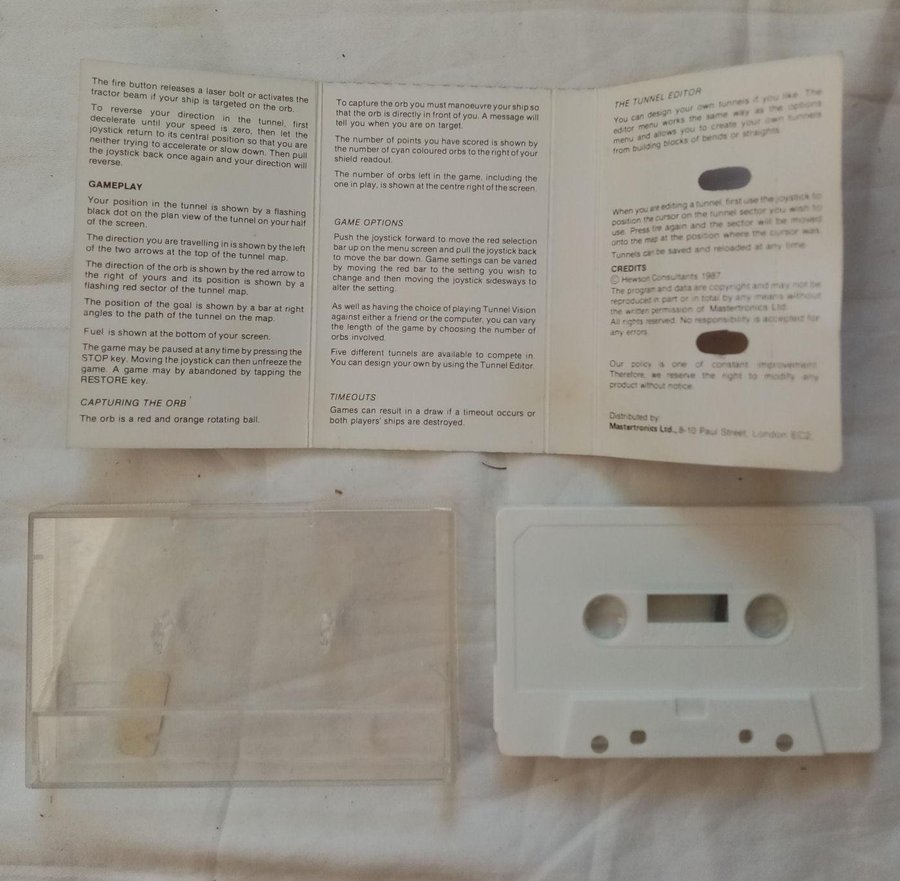 The fire button releases a laser bolt or activates the
tractor beam if your ship is targeted on the orb.
To reverse your direction in the tunnel, first
decelerate until your speed is zero, then let the
joystick return to its central position so that you are
neither trying to accelerate or slow down. Then pull
the joystick back once again and your direction will
reverse.
GAMEPLAY
Your position in the tunnel is shown by a flashing
black dot on the plan view of the tunnel on your half
of the screen.
The direction you are travelling in is shown by the left
of the two arrows at the top of the tunnel map.
The direction of the orb is shown by the red arrow to
the right of yours and its position is shown by a
flashing red sector of the tunnel map.
The position of the goal is shown by a bar at right
angles to the path of the tunnel on the map.
Fuel is shown at the bottom of your screen.
The game may be paused at any time by pressing the
STOP key. Moving the joystick can then unfreeze the
game. A game may by abandoned by tapping the
RESTORE key.
CAPTURING THE ORB
The orb is a red and orange rotating ball.
To capture the orb you must manoeuvre your ship so
that the orb is directly in front of you. A message will
tell you when you are on target.
The number of points you have scored is shown by
the number of cyan coloured orbs to the right of your
shield readout.
The number of orbs left in the game, including the
one in play, is shown at the centre right of the screen.
GAME OPTIONS
Push the joystick forward to move the red selection
bar up on the menu screen and pull the joystick back
to move the bar down. Game settings can be varied
by moving the red bar to the setting you wish to
change and then moving the joystick sideways to
alter the setting.
As well as having the choice of playing Tunnel Vision
against either a friend or the computer, you can vary
the length of the game by choosing the number of
orbs involved.
Five different tunnels are available to compete in.
You can design your own by using the Tunnel Editor.
TIMEOUTS
Games can result in a draw if a timeout occurs or
both players' ships are destroyed.
THE TUNNEL EDITOR
You can design your own tunnels if you like. The
editor menu works the same way as the options
menu and allows you to create your own tunnels
from building blocks of bends or straights.
When you are editing a tunnel, first use the joystick to
position the cursor on the tunnel sector you wish to
use. Press fire again and the sector will be moved
onto the map at the position where the cursor was.
Tunnels can be saved and reloaded at any time.
CREDITS
© Hewson Consultants 1987
The program and data are copyright and may not be
reproduced in part or in total by any means without
the written permission of Mastertronics Ltd.
All rights reserved. No responsibility is accepted for
any errors.
Our policy is one of constant improvement.
Therefore, we reserve the right to modify any
product without notice.
Distributed by:
Mastertronics Ltd., 8-10 Paul Street, London EC2.